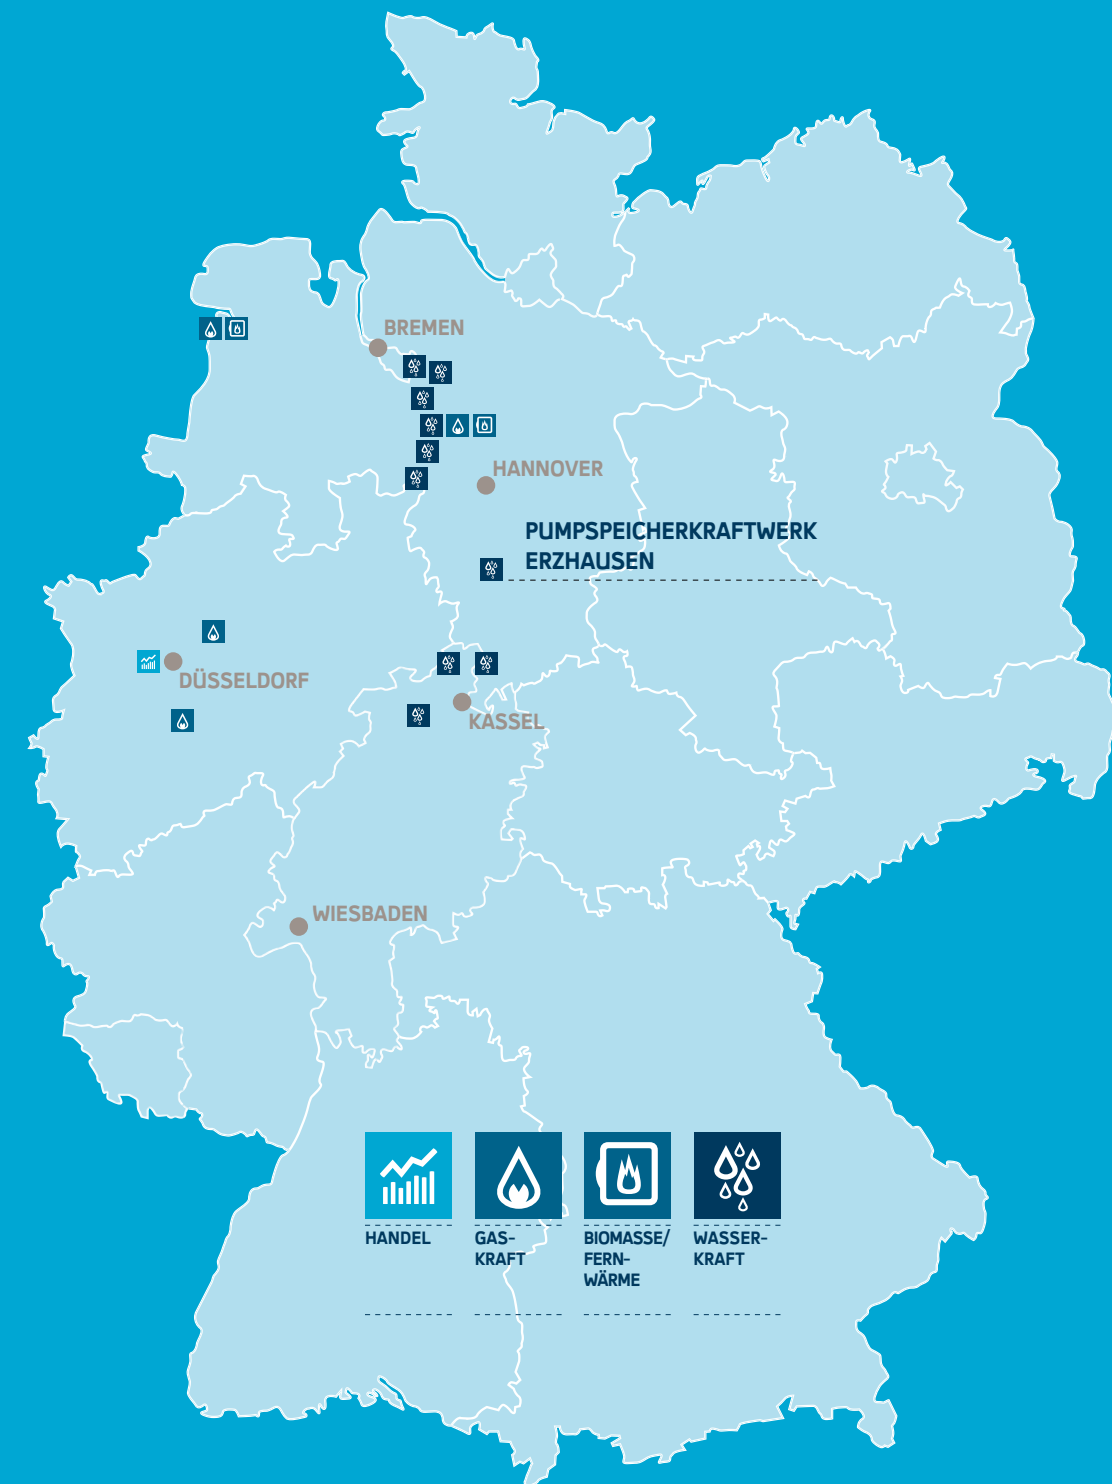 BREMEN
HANNOVER
PUMPSPEICHERKRAFTWERK
ERZHAUSEN
DÜSSELDORF
KASSEL
WIESBADEN
HANDEL
GAS-
KRAFT
BIOMASSE/
FERN-
WÄRME
WASSER-
KRAFT